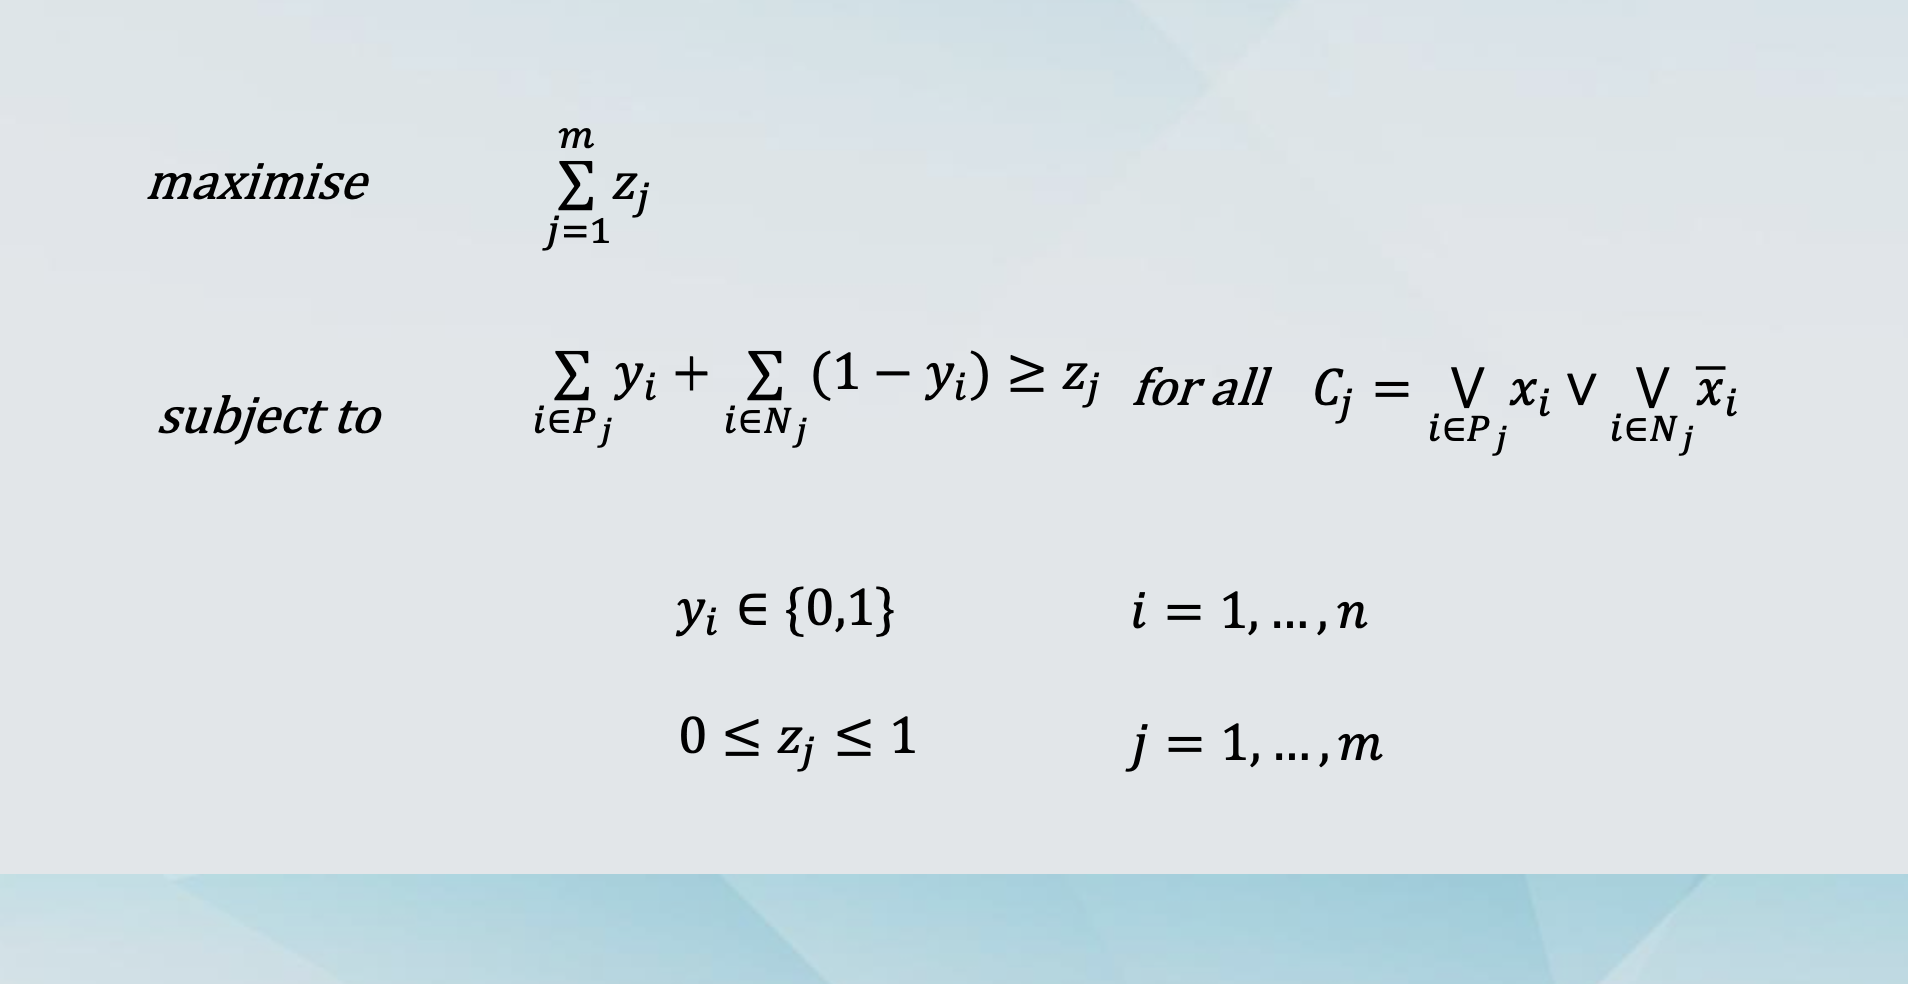 maximise $\sum_{j=1}^{m} z_j$
subject to $\sum_{i \in P_j} y_i + \sum_{i \in N_j} (1 - y_i) \geq z_j$ for all $C_j = \bigvee_{i \in P_j} x_i \vee \bigvee_{i \in N_j} \overline{x}_i$
$y_i \in \{0,1\}$ $i = 1, \ldots, n$
$0 \leq z_j \leq 1$ $j = 1, \ldots, m$